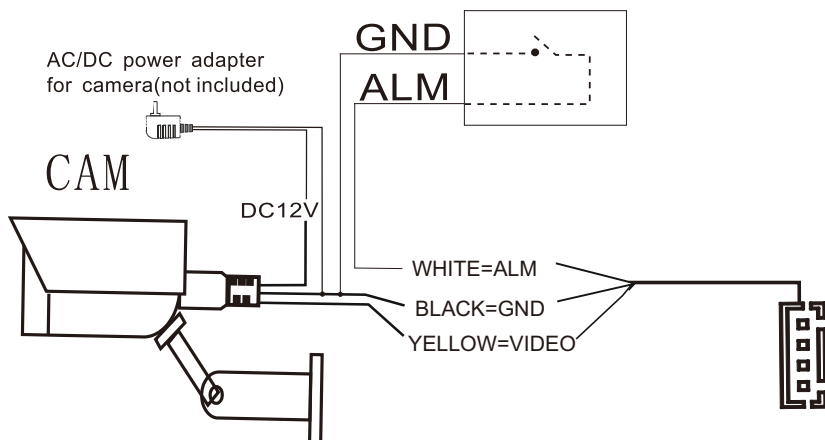 GND
AC/DC power adapter
for camera(not included)
ALM
CAM
DC12V
WHITE=ALM
BLACK=GND
YELLOW=VIDEO